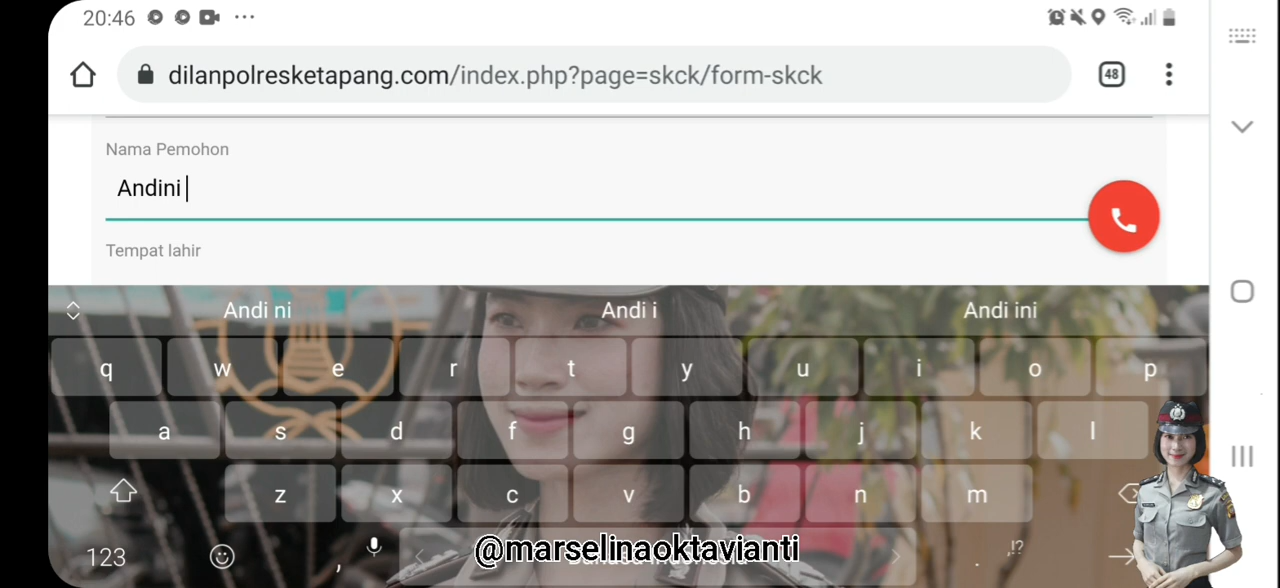 20:46
dilanpolresketapang.com/index.php?page=skck/form-skck
48
Nama Pemohon
Andini
Tempat lahir
Andi ni Andi i Andi ini
q w e r t y u i o p
a s d f g h j k l
z x c v b n m
123 , . !?
@marselinaoktavianti